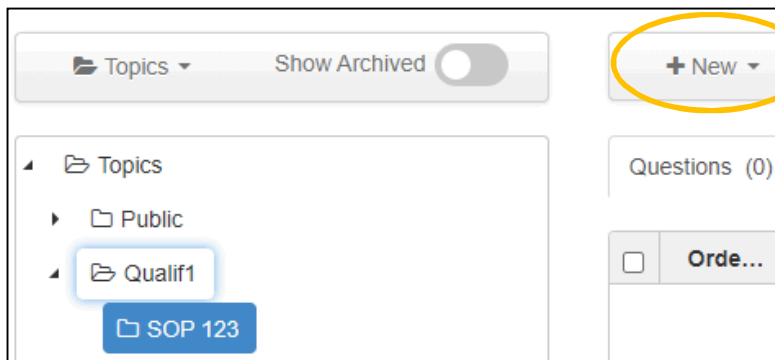 Topics Show Archived
+ New
Topics
Questions (0)
Public
Qualif1
Orde...
SOP 123